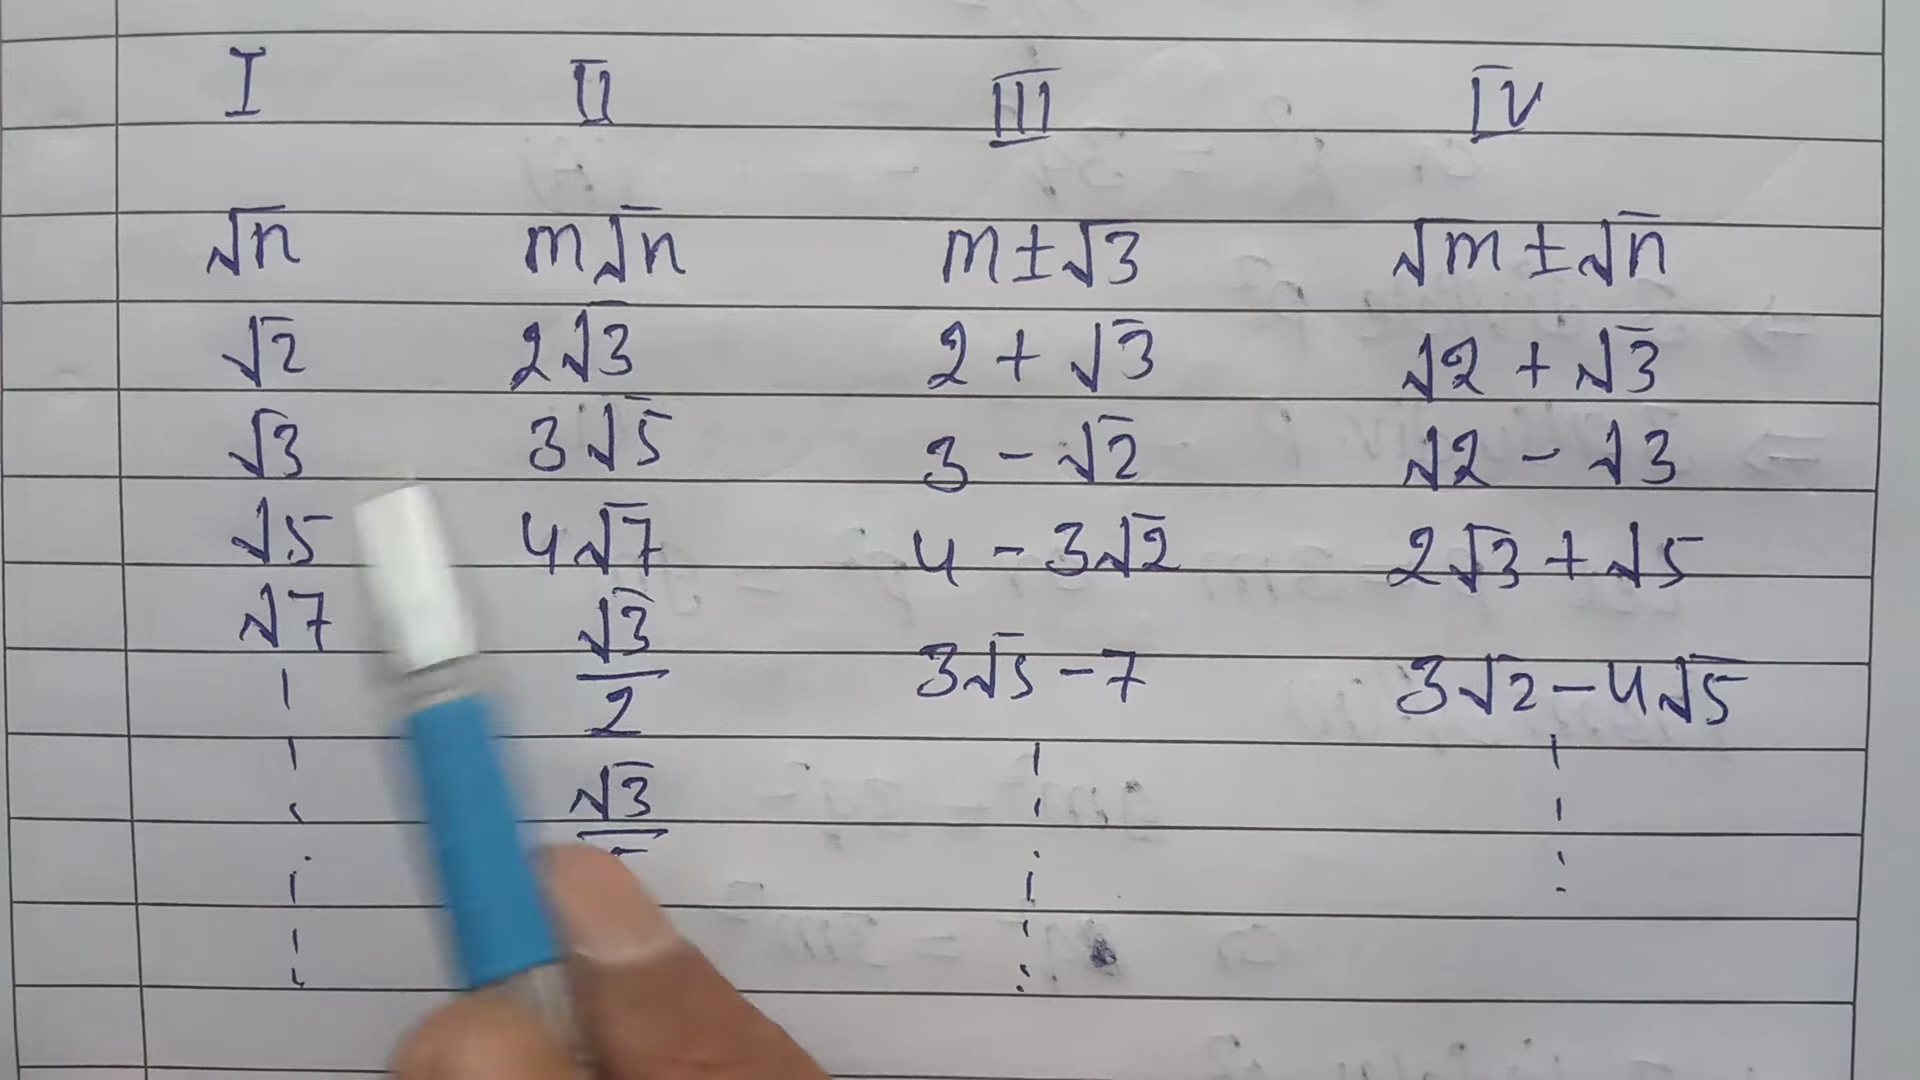 I II III IV
√n m√n m±√3 √m ± √n
√2 2√3 2 + √3 √2 + √3
√3 3√5 3 - √2 √2 - √3
√5 4√7 4 - 3√2 2√3 + √5
√7 √3/2 3√5 - 7 3√2 - 4√5
√3